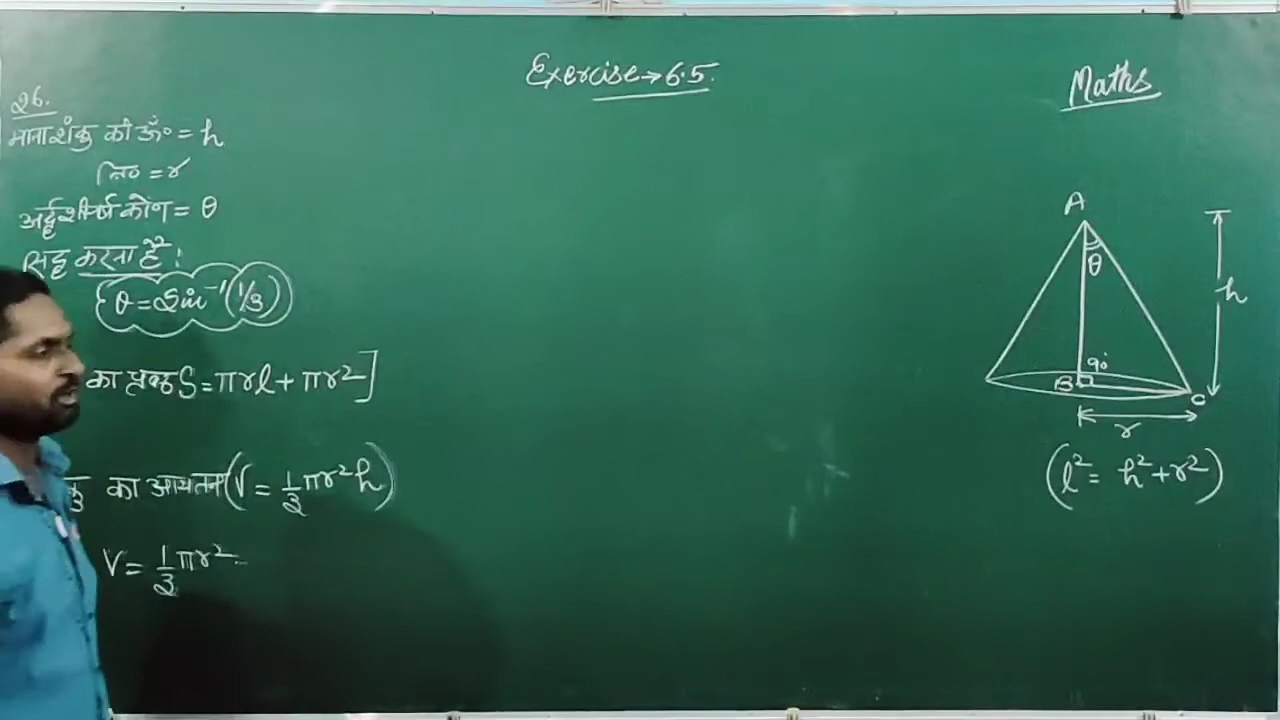 Exercise→6.5.
Maths
26.
माना शंकु की ऊँ० = h
त्रि० = r
अर्द्धशीर्ष कोण = θ
सिद्ध करना है :
θ = Sin⁻¹(1/3)
का पृष्ठ S = πrl + πr²]
का आयतन (V = 1/3 πr²h)
V = 1/3 πr²
A
θ
h
90°
B
C
r
(l² = h² + r²)